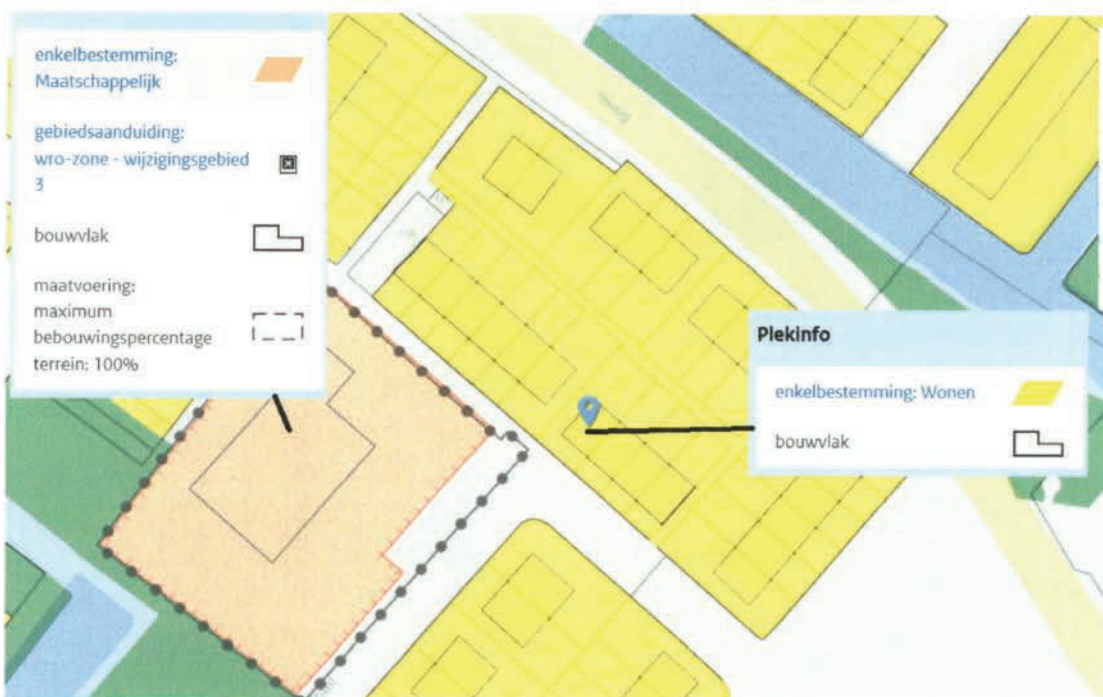 enkelbestemming:
Maatschappelijk
gebiedsaanduiding:
wro-zone - wijzigingsgebied
3
bouwvlak
maatvoering:
maximum
bebouwingspercentage
terrein: 100%
Plekinfo
enkelbestemming: Wonen
bouwvlak